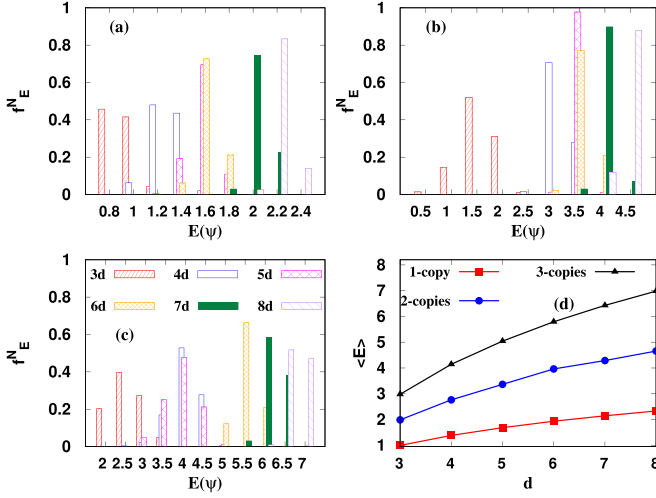 (a)
f^N_E
1
0.8
0.6
0.4
0.2
0
0.8 1 1.2 1.4 1.6 1.8 2 2.2 2.4
E(ψ)
(b)
f^N_E
1
0.8
0.6
0.4
0.2
0
0.5 1 1.5 2 2.5 3 3.5 4 4.5
E(ψ)
3d 4d 5d
6d 7d 8d
(c)
f^N_E
1
0.8
0.6
0.4
0.2
0
2 2.5 3 3.5 4 4.5 5 5.5 6 6.5 7
E(ψ)
1-copy 3-copies
2-copies
(d)
<E>
8
7
6
5
4
3
2
1
3 4 5 6 7 8
d